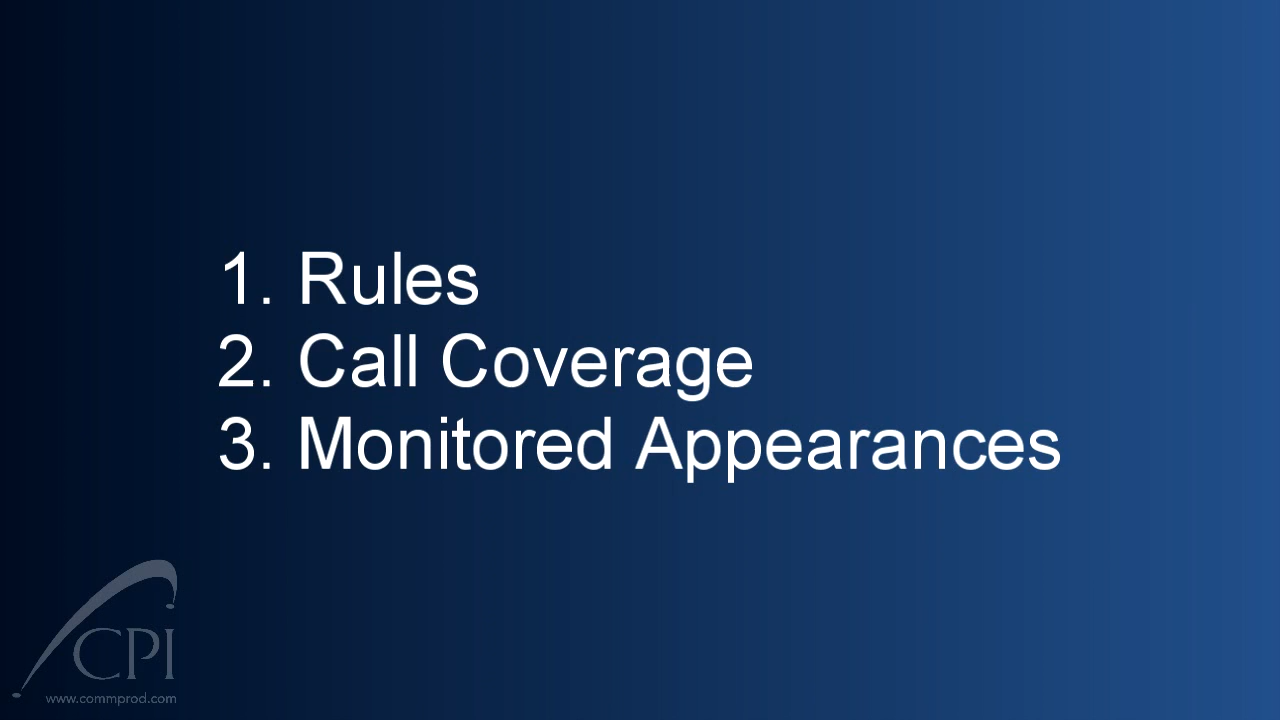 1. Rules
2. Call Coverage
3. Monitored Appearances
CPI
www.commprod.com